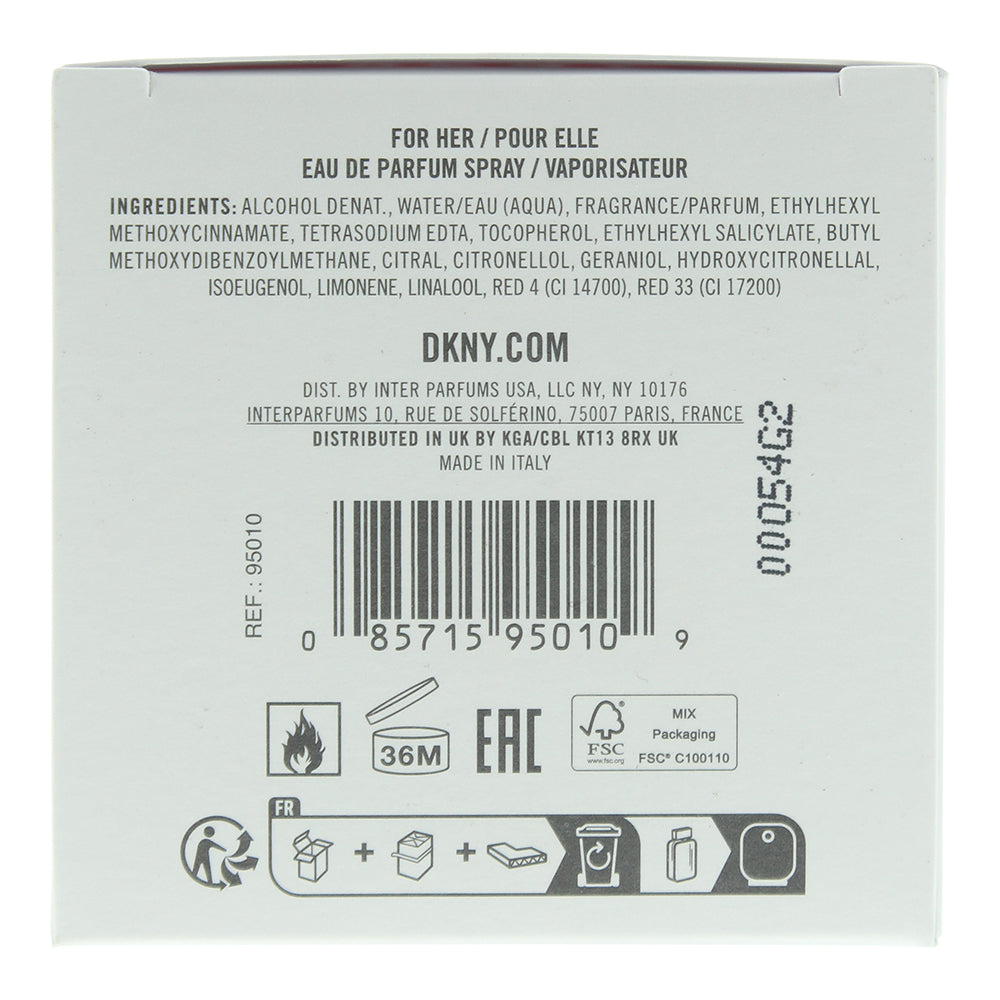 FOR HER / POUR ELLE
EAU DE PARFUM SPRAY / VAPORISATEUR
INGREDIENTS: ALCOHOL DENAT., WATER/EAU (AQUA), FRAGRANCE/PARFUM, ETHYLHEXYL
METHOXYCINNAMATE, TETRASODIUM EDTA, TOCOPHEROL, ETHYLHEXYL SALICYLATE, BUTYL
METHOXYDIBENZOYLMETHANE, CITRAL, CITRONELLOL, GERANIOL, HYDROXYCITRONELLAL,
ISOEUGENOL, LIMONENE, LINALOOL, RED 4 (CI 14700), RED 33 (CI 17200)
DKNY.COM
DIST. BY INTER PARFUMS USA, LLC NY, NY 10176
INTERPARFUMS 10, RUE DE SOLFÉRINO, 75007 PARIS, FRANCE
DISTRIBUTED IN UK BY KGA/CBL KT13 8RX UK
MADE IN ITALY
00054G2
REF.: 95010
0 85715 95010 9
36M
EAC
FSC
www.fsc.org
MIX
Packaging
FSC® C100110
FR